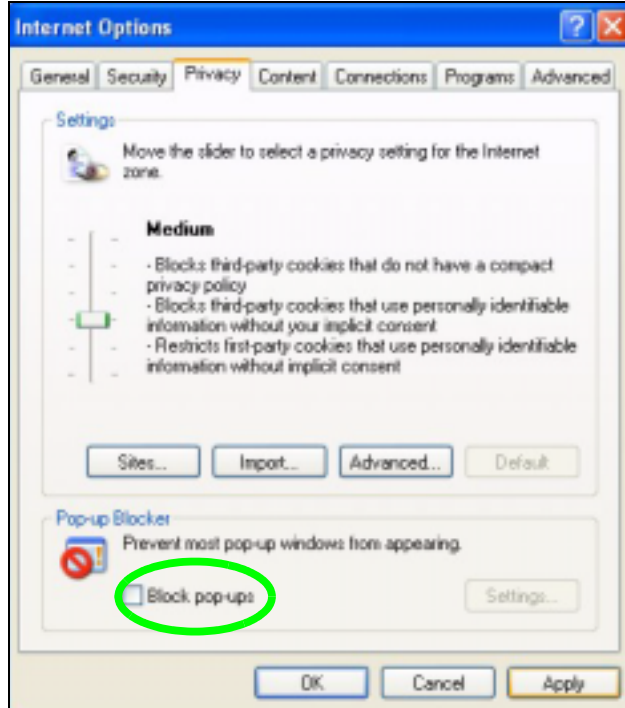 Internet Options
General Security Privacy Content Connections Programs Advanced
Settings
Move the slider to select a privacy setting for the Internet
zone.
Medium
- Blocks third-party cookies that do not have a compact
privacy policy
- Blocks third-party cookies that use personally identifiable
information without your implicit consent
- Restricts first-party cookies that use personally identifiable
information without implicit consent
Sites... Import... Advanced... Default
Pop-up Blocker
Prevent most pop-up windows from appearing.
Block pop-ups Settings...
OK Cancel Apply